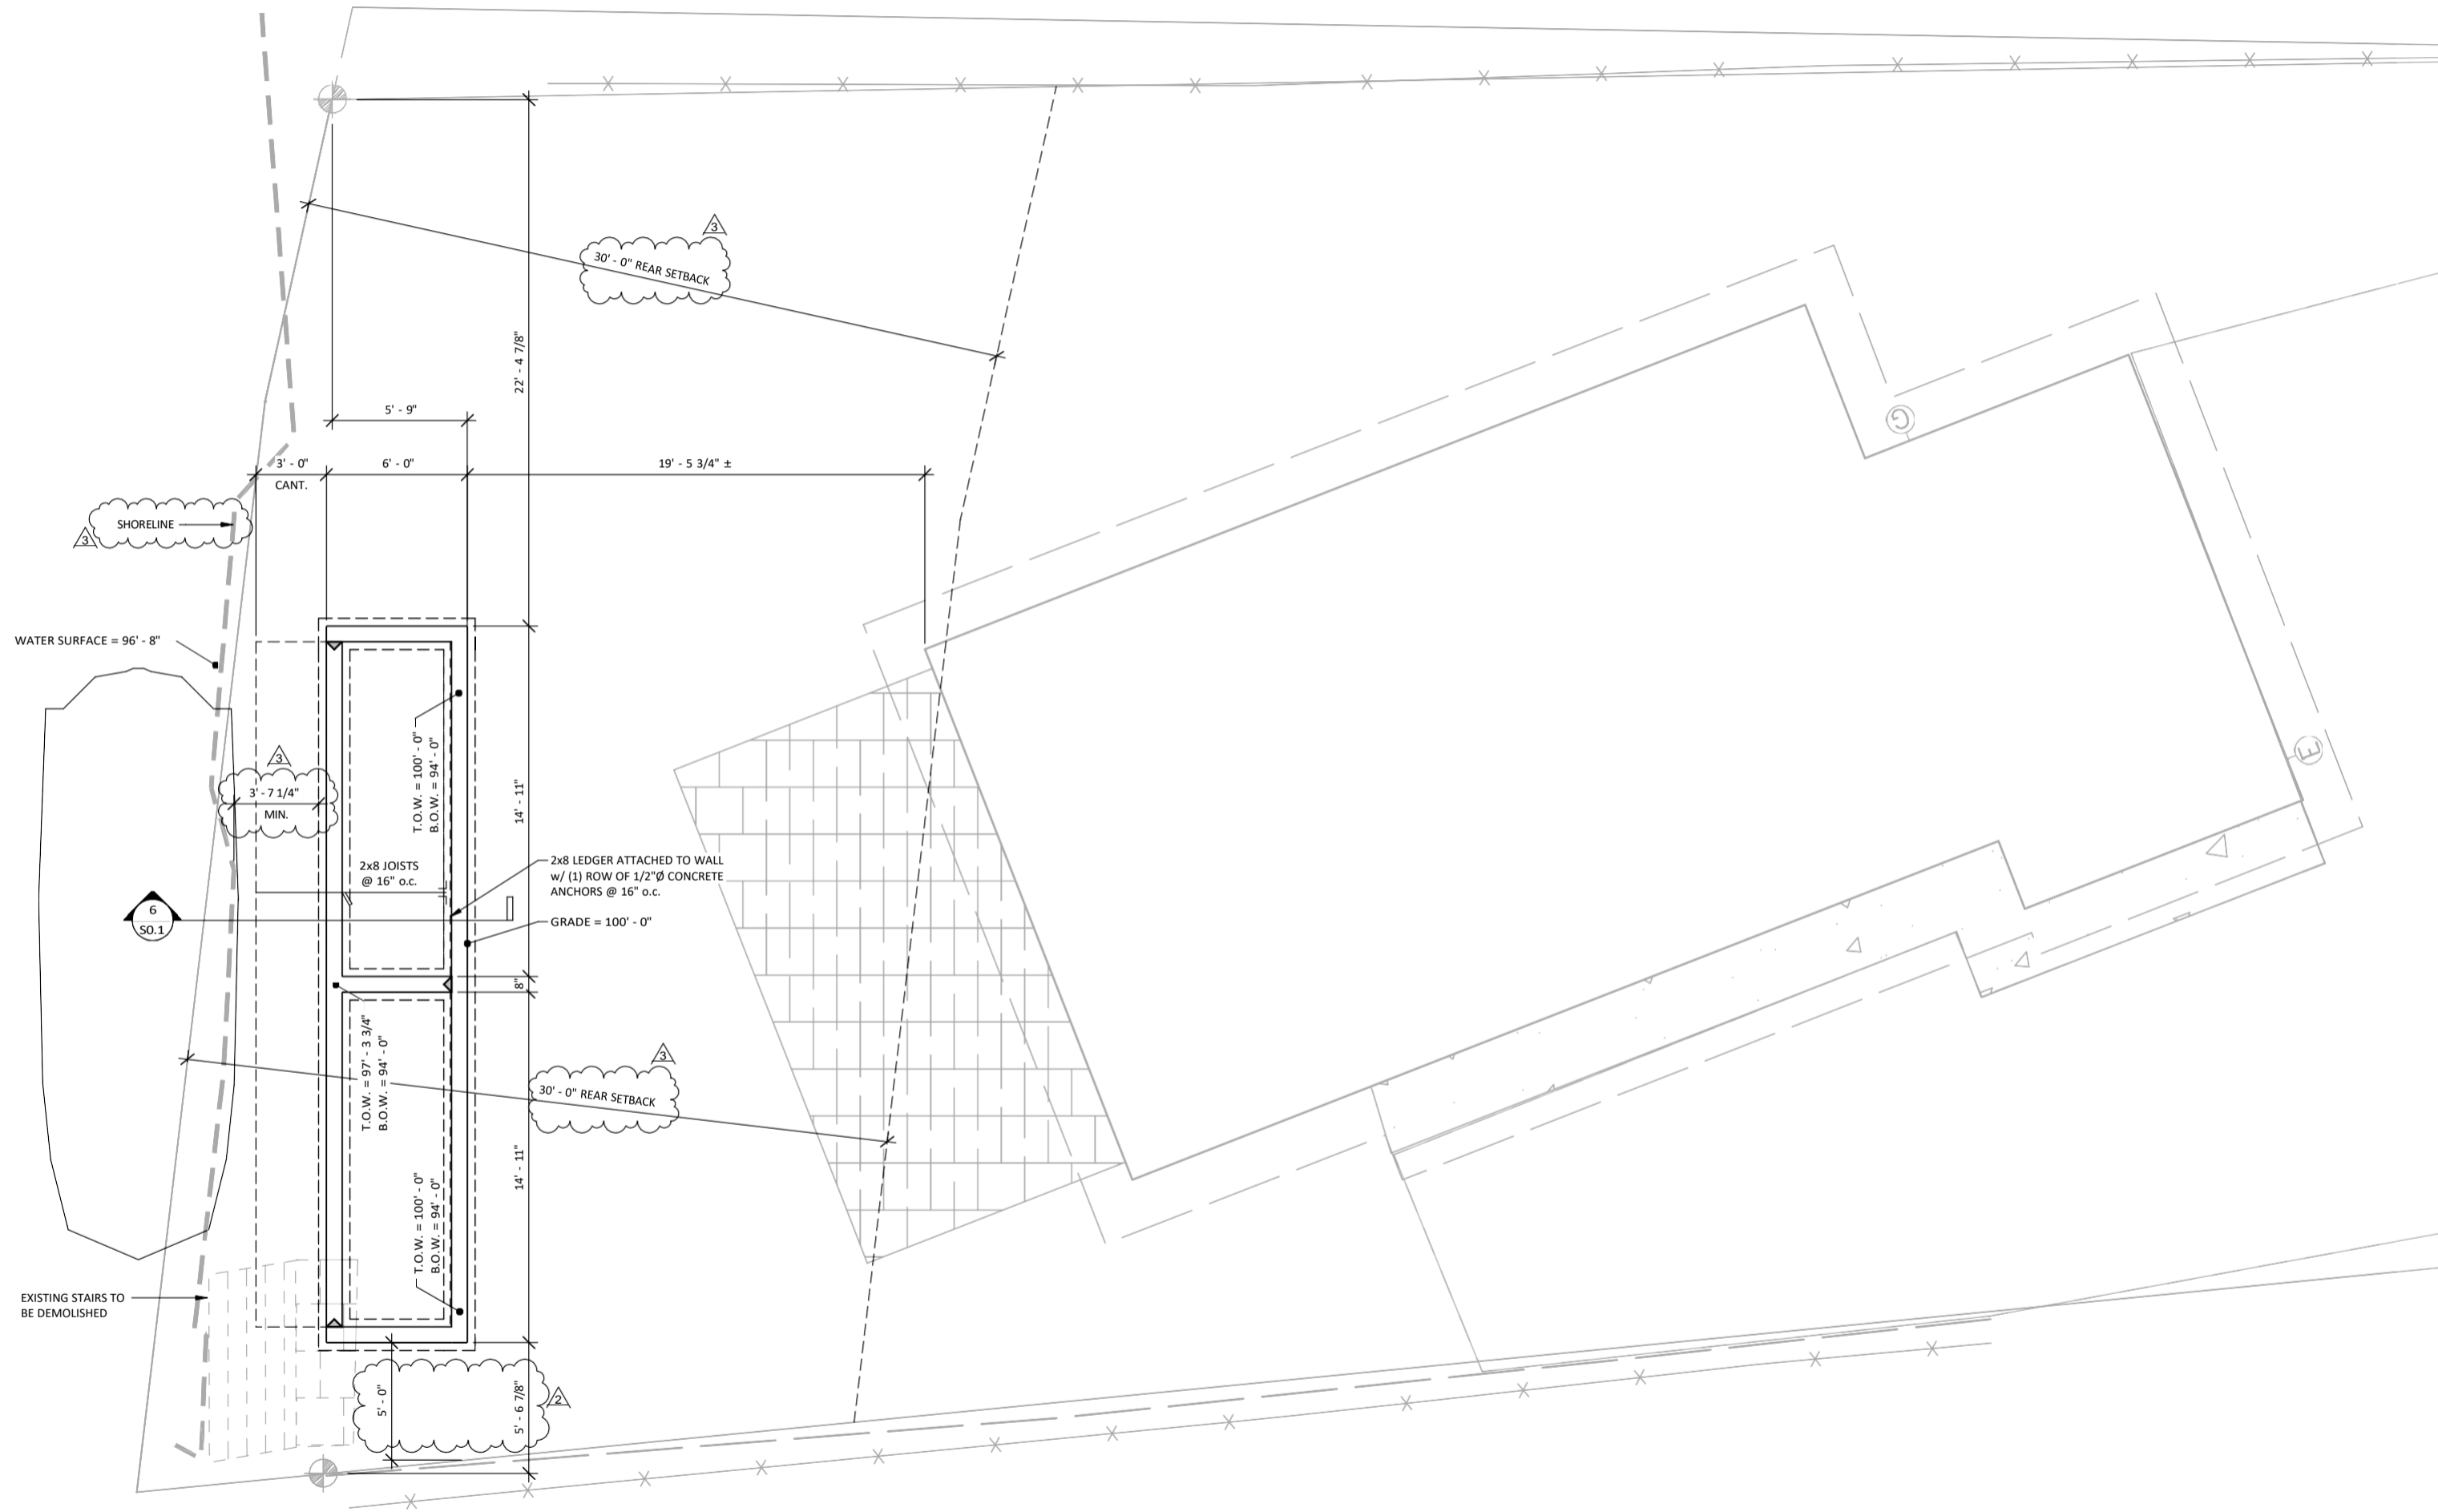 3
30' - 0" REAR SETBACK
22' - 4 7/8"
5' - 9"
3' - 0"
CANT.
6' - 0"
19' - 5 3/4" ±
G
SHORELINE
3
WATER SURFACE = 96' - 8"
T.O.W. = 100' - 0"
B.O.W. = 94' - 0"
3
3' - 7 1/4"
MIN.
14' - 11"
E
2x8 JOISTS
@ 16" o.c.
2x8 LEDGER ATTACHED TO WALL
w/ (1) ROW OF 1/2"Ø CONCRETE
ANCHORS @ 16" o.c.
6
S0.1
GRADE = 100' - 0"
8"
T.O.W. = 97' - 3 3/4"
B.O.W. = 94' - 0"
3
30' - 0" REAR SETBACK
14' - 11"
T.O.W. = 100' - 0"
B.O.W. = 94' - 0"
EXISTING STAIRS TO
BE DEMOLISHED
5' - 0"
5' - 6 7/8"
2